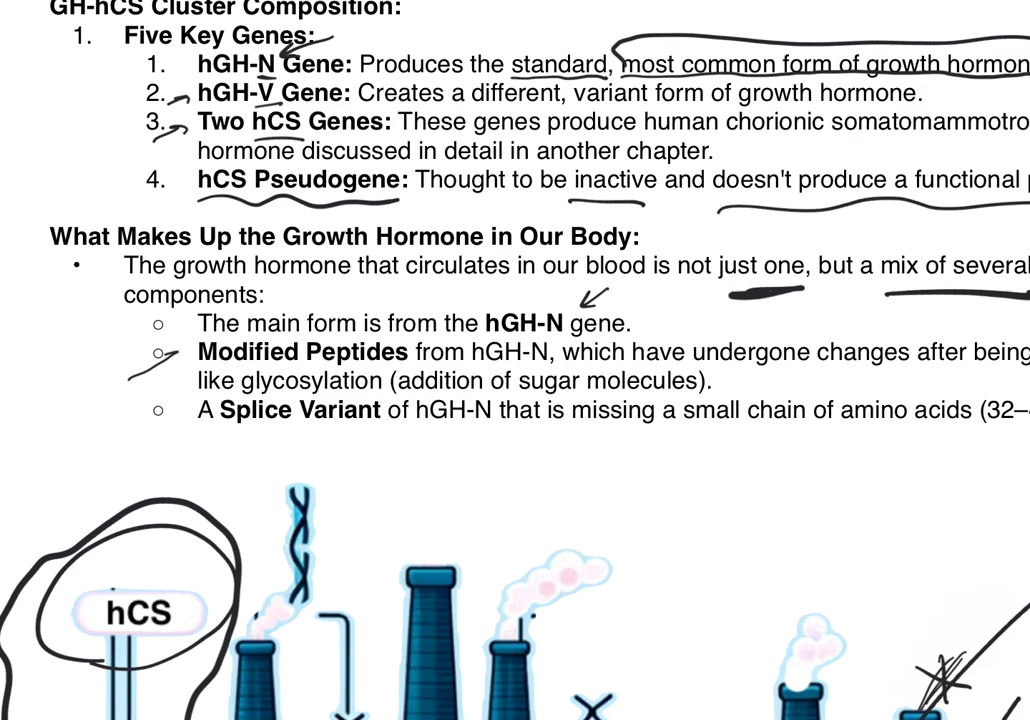 GH-hCS Cluster Composition:
1. Five Key Genes:
1. hGH-N Gene: Produces the standard, most common form of growth hormon
2. hGH-V Gene: Creates a different, variant form of growth hormone.
3. Two hCS Genes: These genes produce human chorionic somatomammotro
hormone discussed in detail in another chapter.
4. hCS Pseudogene: Thought to be inactive and doesn't produce a functional
What Makes Up the Growth Hormone in Our Body:
• The growth hormone that circulates in our blood is not just one, but a mix of several
components:
○ The main form is from the hGH-N gene.
○ Modified Peptides from hGH-N, which have undergone changes after being
like glycosylation (addition of sugar molecules).
○ A Splice Variant of hGH-N that is missing a small chain of amino acids (32–
hCS